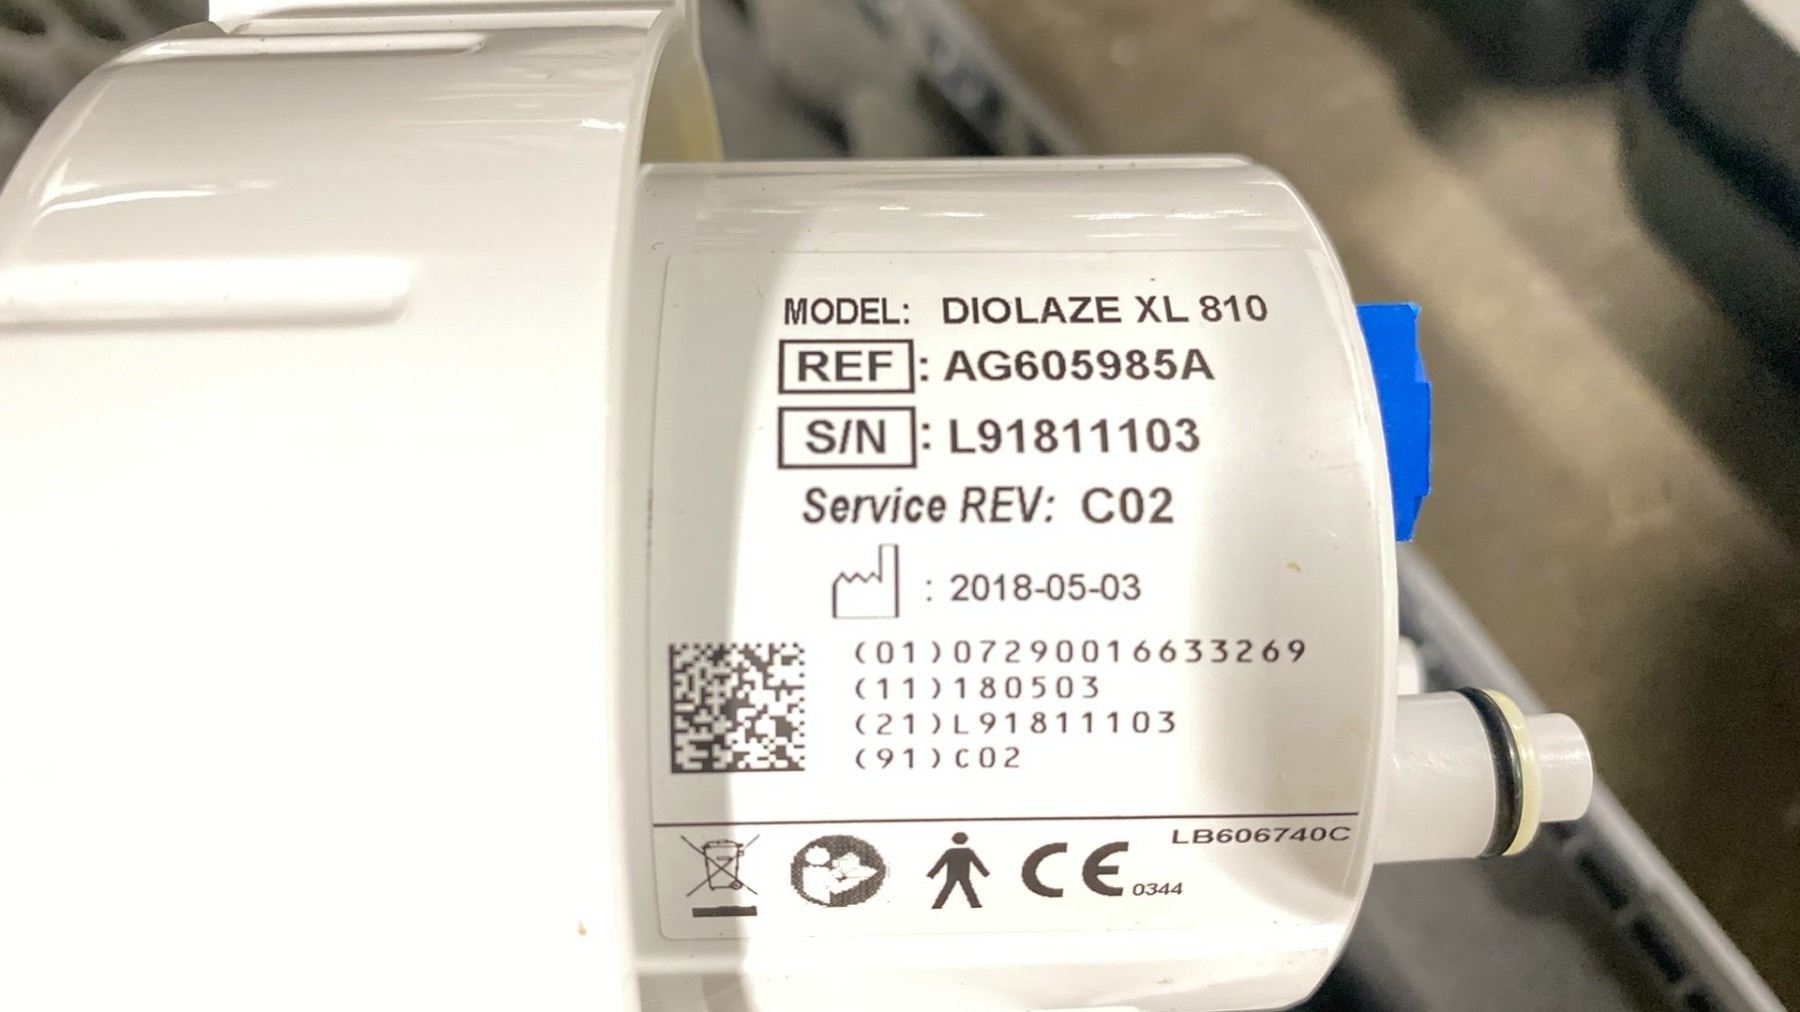 MODEL: DIOLAZE XL 810
REF : AG605985A
S/N : L91811103
Service REV: C02
: 2018-05-03
(01)07290016633269
(11)180503
(21)L91811103
(91)C02
LB606740C
CE 0344